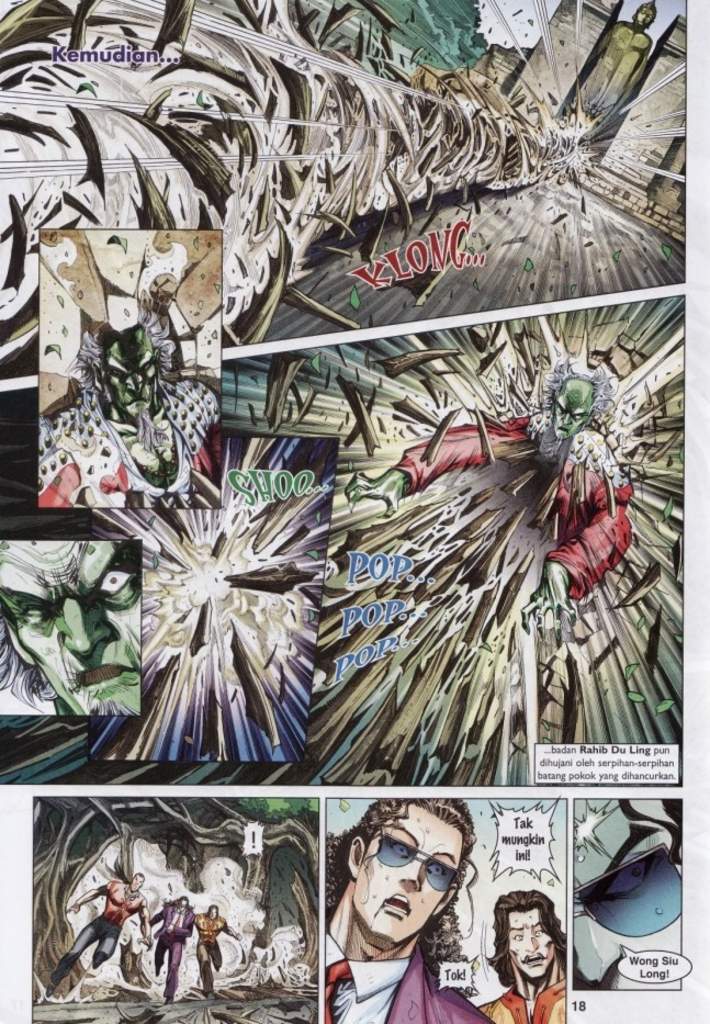 Kemudian...
KLONG...
SHOO...
POP...
POP...
POP...
...badan Rahib Du Ling pun
dihujani oleh serpihan-serpihan
batang pokok yang dihancurkan.
!
Tak
mungkin
ini!
Tok!
Wong Siu
Long!
18